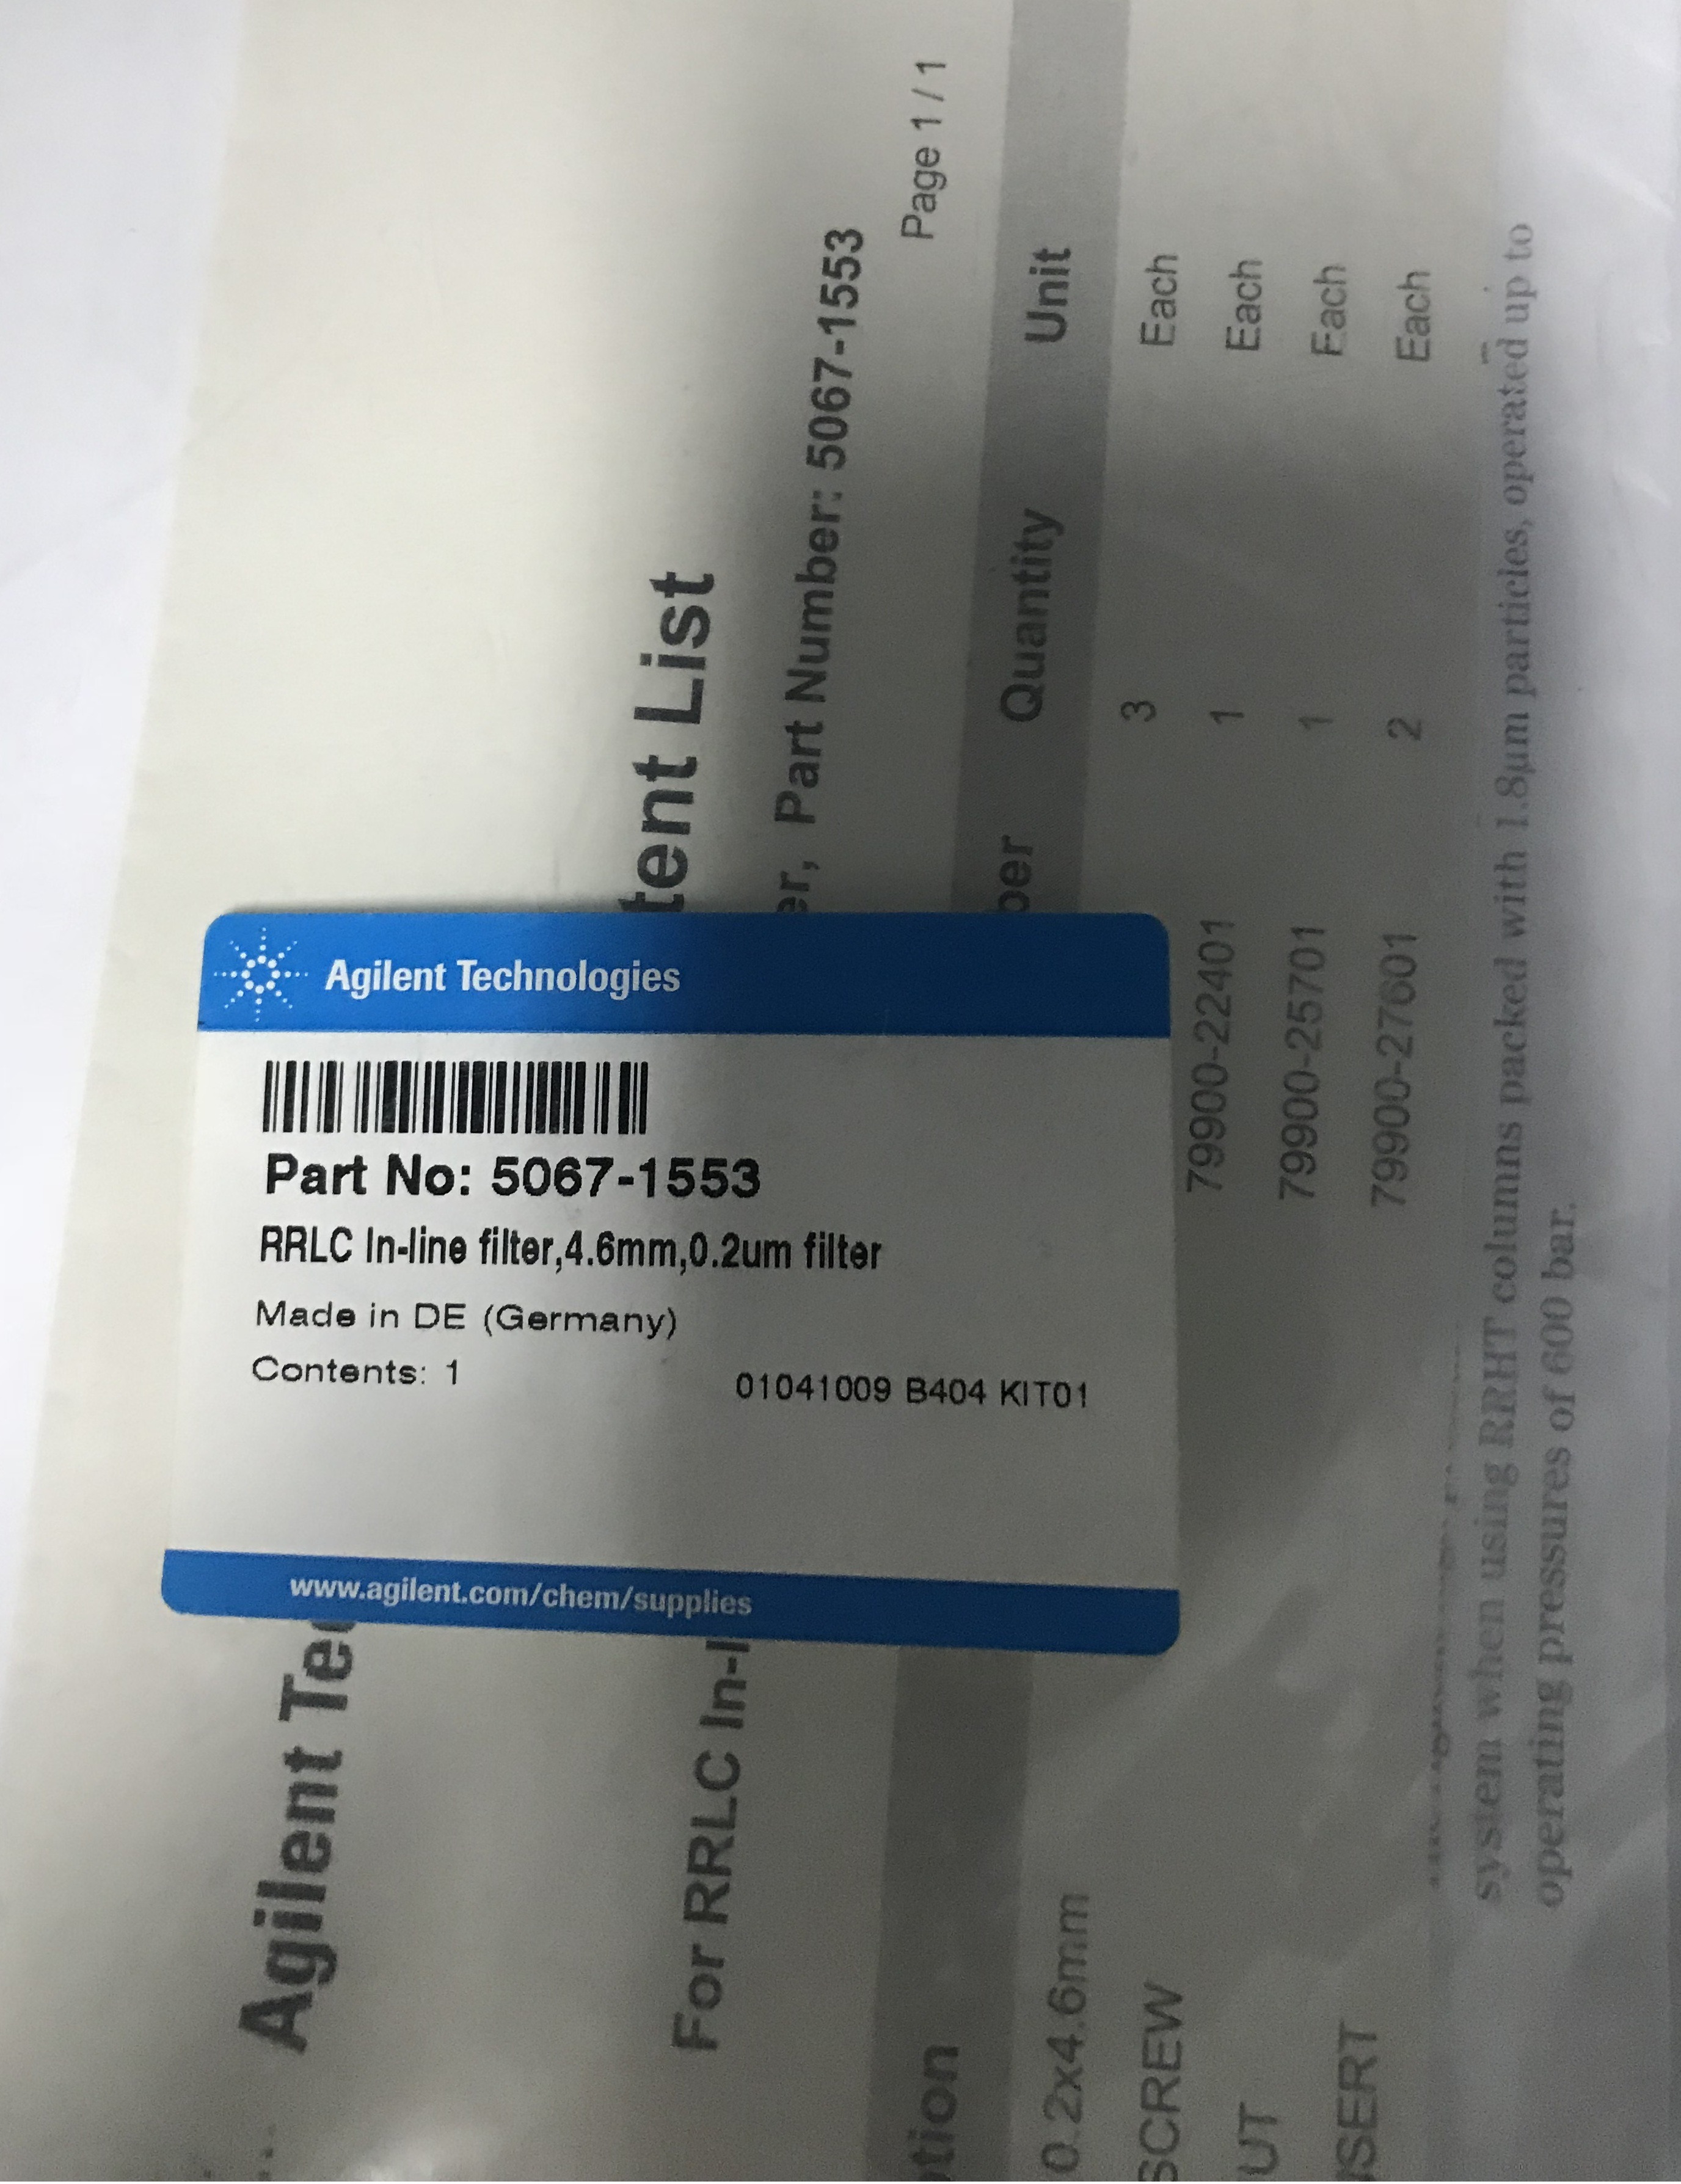 Agilent Technologies
Part No: 5067-1553
RRLC In-line filter,4.6mm,0.2um filter
Made in DE (Germany)
Contents: 1
01041009 B404 KIT01
www.agilent.com/chem/supplies
Agilent Te
tent List
For RRLC In-l
er, Part Number: 5067-1553
Page 1 / 1
ption ber Quantity Unit
0.2x4.6mm 3 Each
SCREW 79900-22401 1 Each
UT 79900-25701 1 Each
NSERT 79900-27601 2 Each
system when using RRHT columns packed with 1.8µm particles, operated up to
operating pressures of 600 bar.